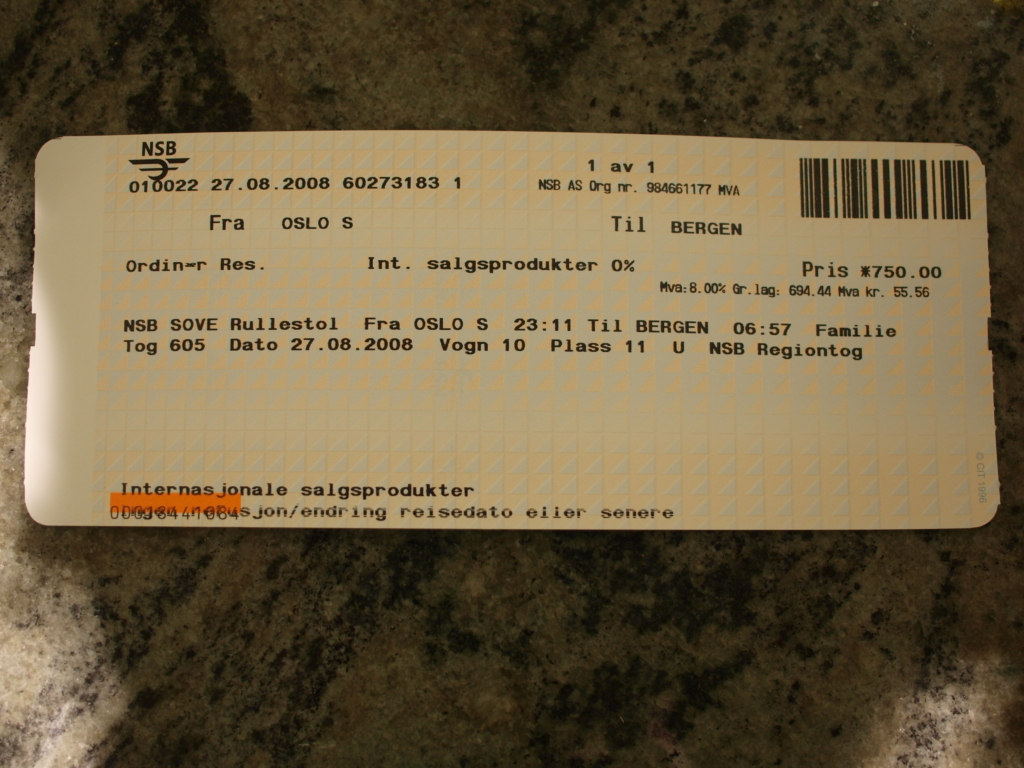 NSB
1 av 1
010022 27.08.2008 60273183 1
NSB AS Org nr. 984661177 MVA
Fra OSLO S Til BERGEN
Ordin-r Res. Int. salgsprodukter 0% Pris *750.00
Mva:8.00% Gr.lag: 694.44 Mva kr. 55.56
NSB SOVE Rullestol Fra OSLO S 23:11 Til BERGEN 06:57 Familie
Tog 605 Dato 27.08.2008 Vogn 10 Plass 11 U NSB Regiontog
Internasjonale salgsprodukter
sjon/endring reisedato eller senere
© CIT 1996